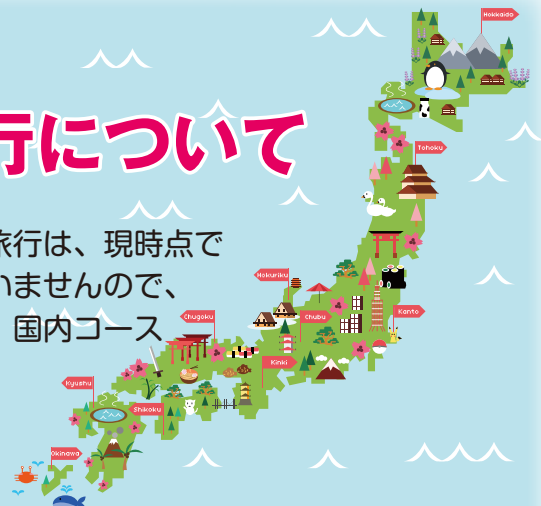 行について
旅行は、現時点で
いませんので、
国内コース
Hokkaido
Tohoku
Hokuriku
Kanto
Chubu
Chugoku
Kinki
Kyushu
Shikoku
Okinawa